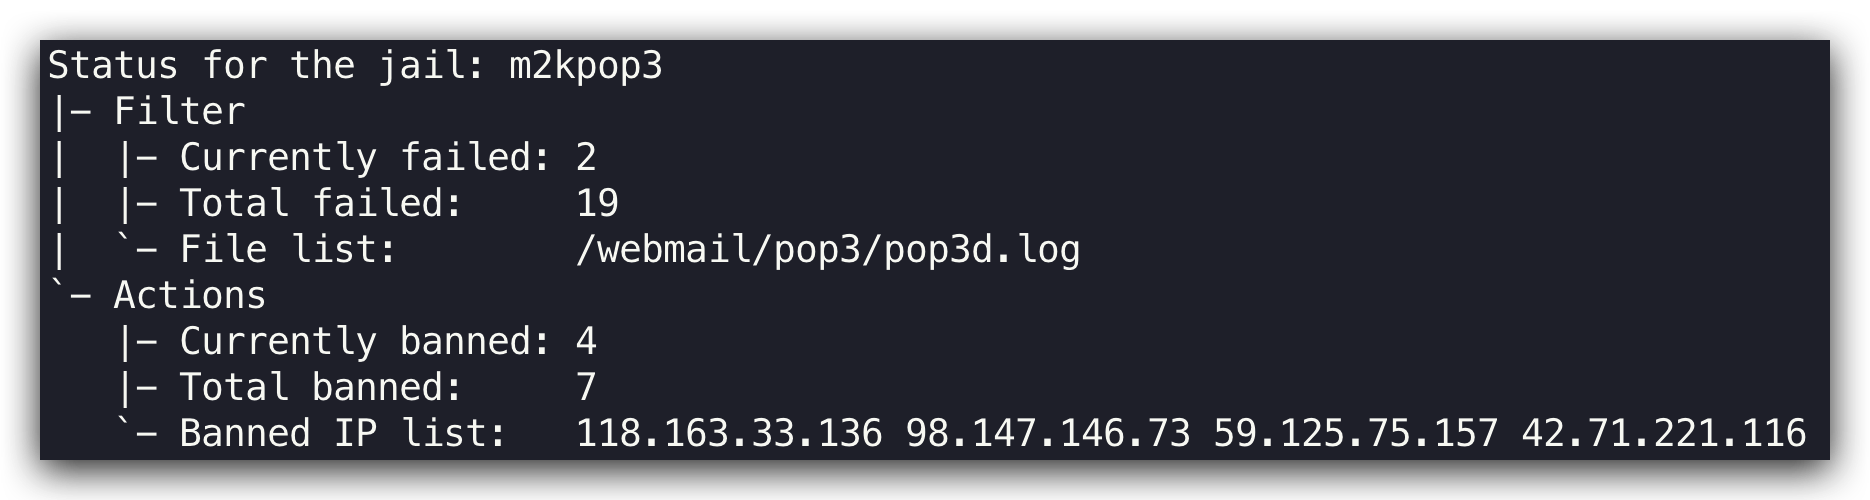 Status for the jail: m2kpop3
|- Filter
|  |- Currently failed: 2
|  |- Total failed:     19
|  `- File list:        /webmail/pop3/pop3d.log
`- Actions
   |- Currently banned: 4
   |- Total banned:     7
   `- Banned IP list:   118.163.33.136 98.147.146.73 59.125.75.157 42.71.221.116